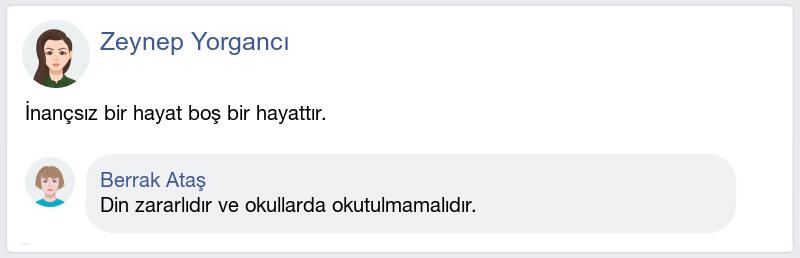 Zeynep Yorgancı
İnançsız bir hayat boş bir hayattır.
Berrak Ataş
Din zararlıdır ve okullarda okutulmamalıdır.